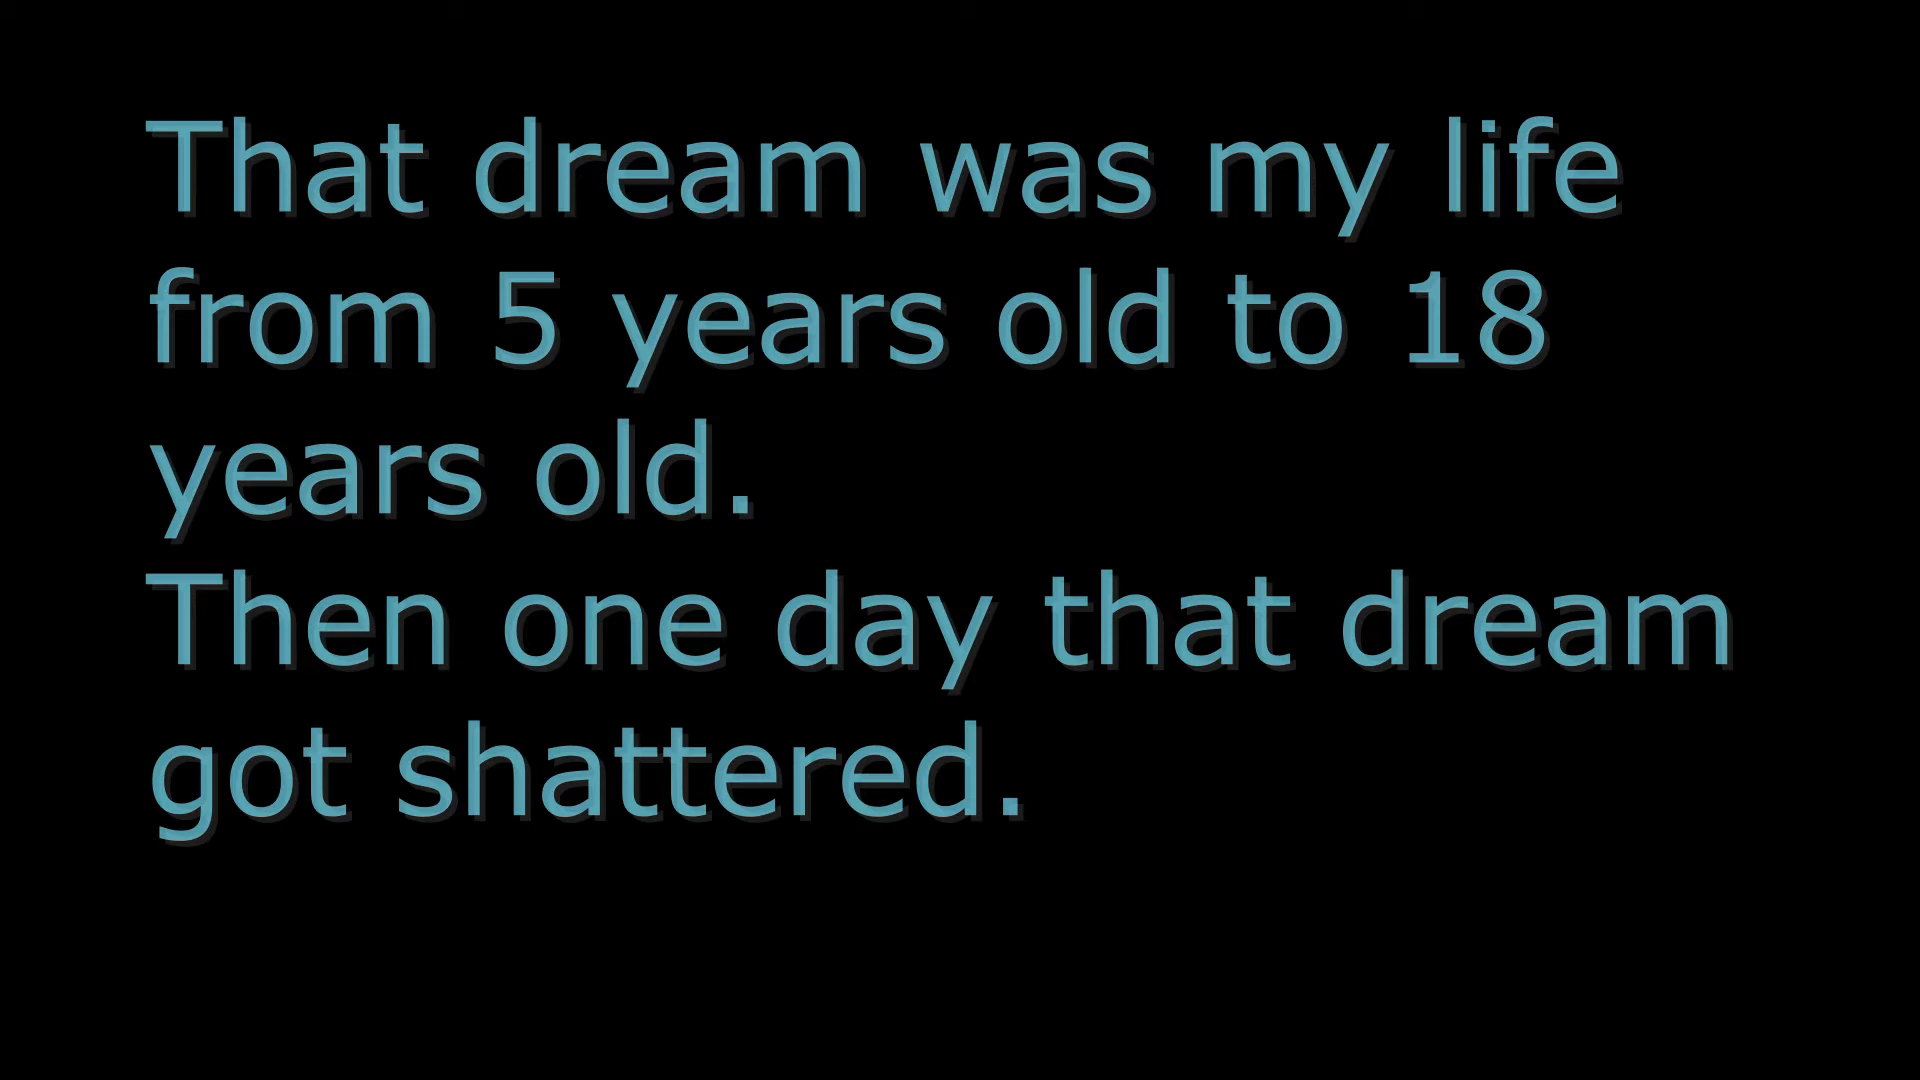 That dream was my life
from 5 years old to 18
years old.
Then one day that dream
got shattered.